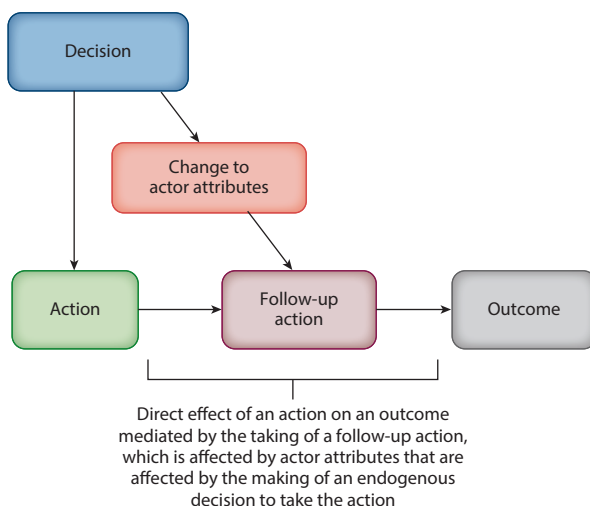 Decision
Change to
actor attributes
Action
Follow-up
action
Outcome
Direct effect of an action on an outcome
mediated by the taking of a follow-up action,
which is affected by actor attributes that are
affected by the making of an endogenous
decision to take the action